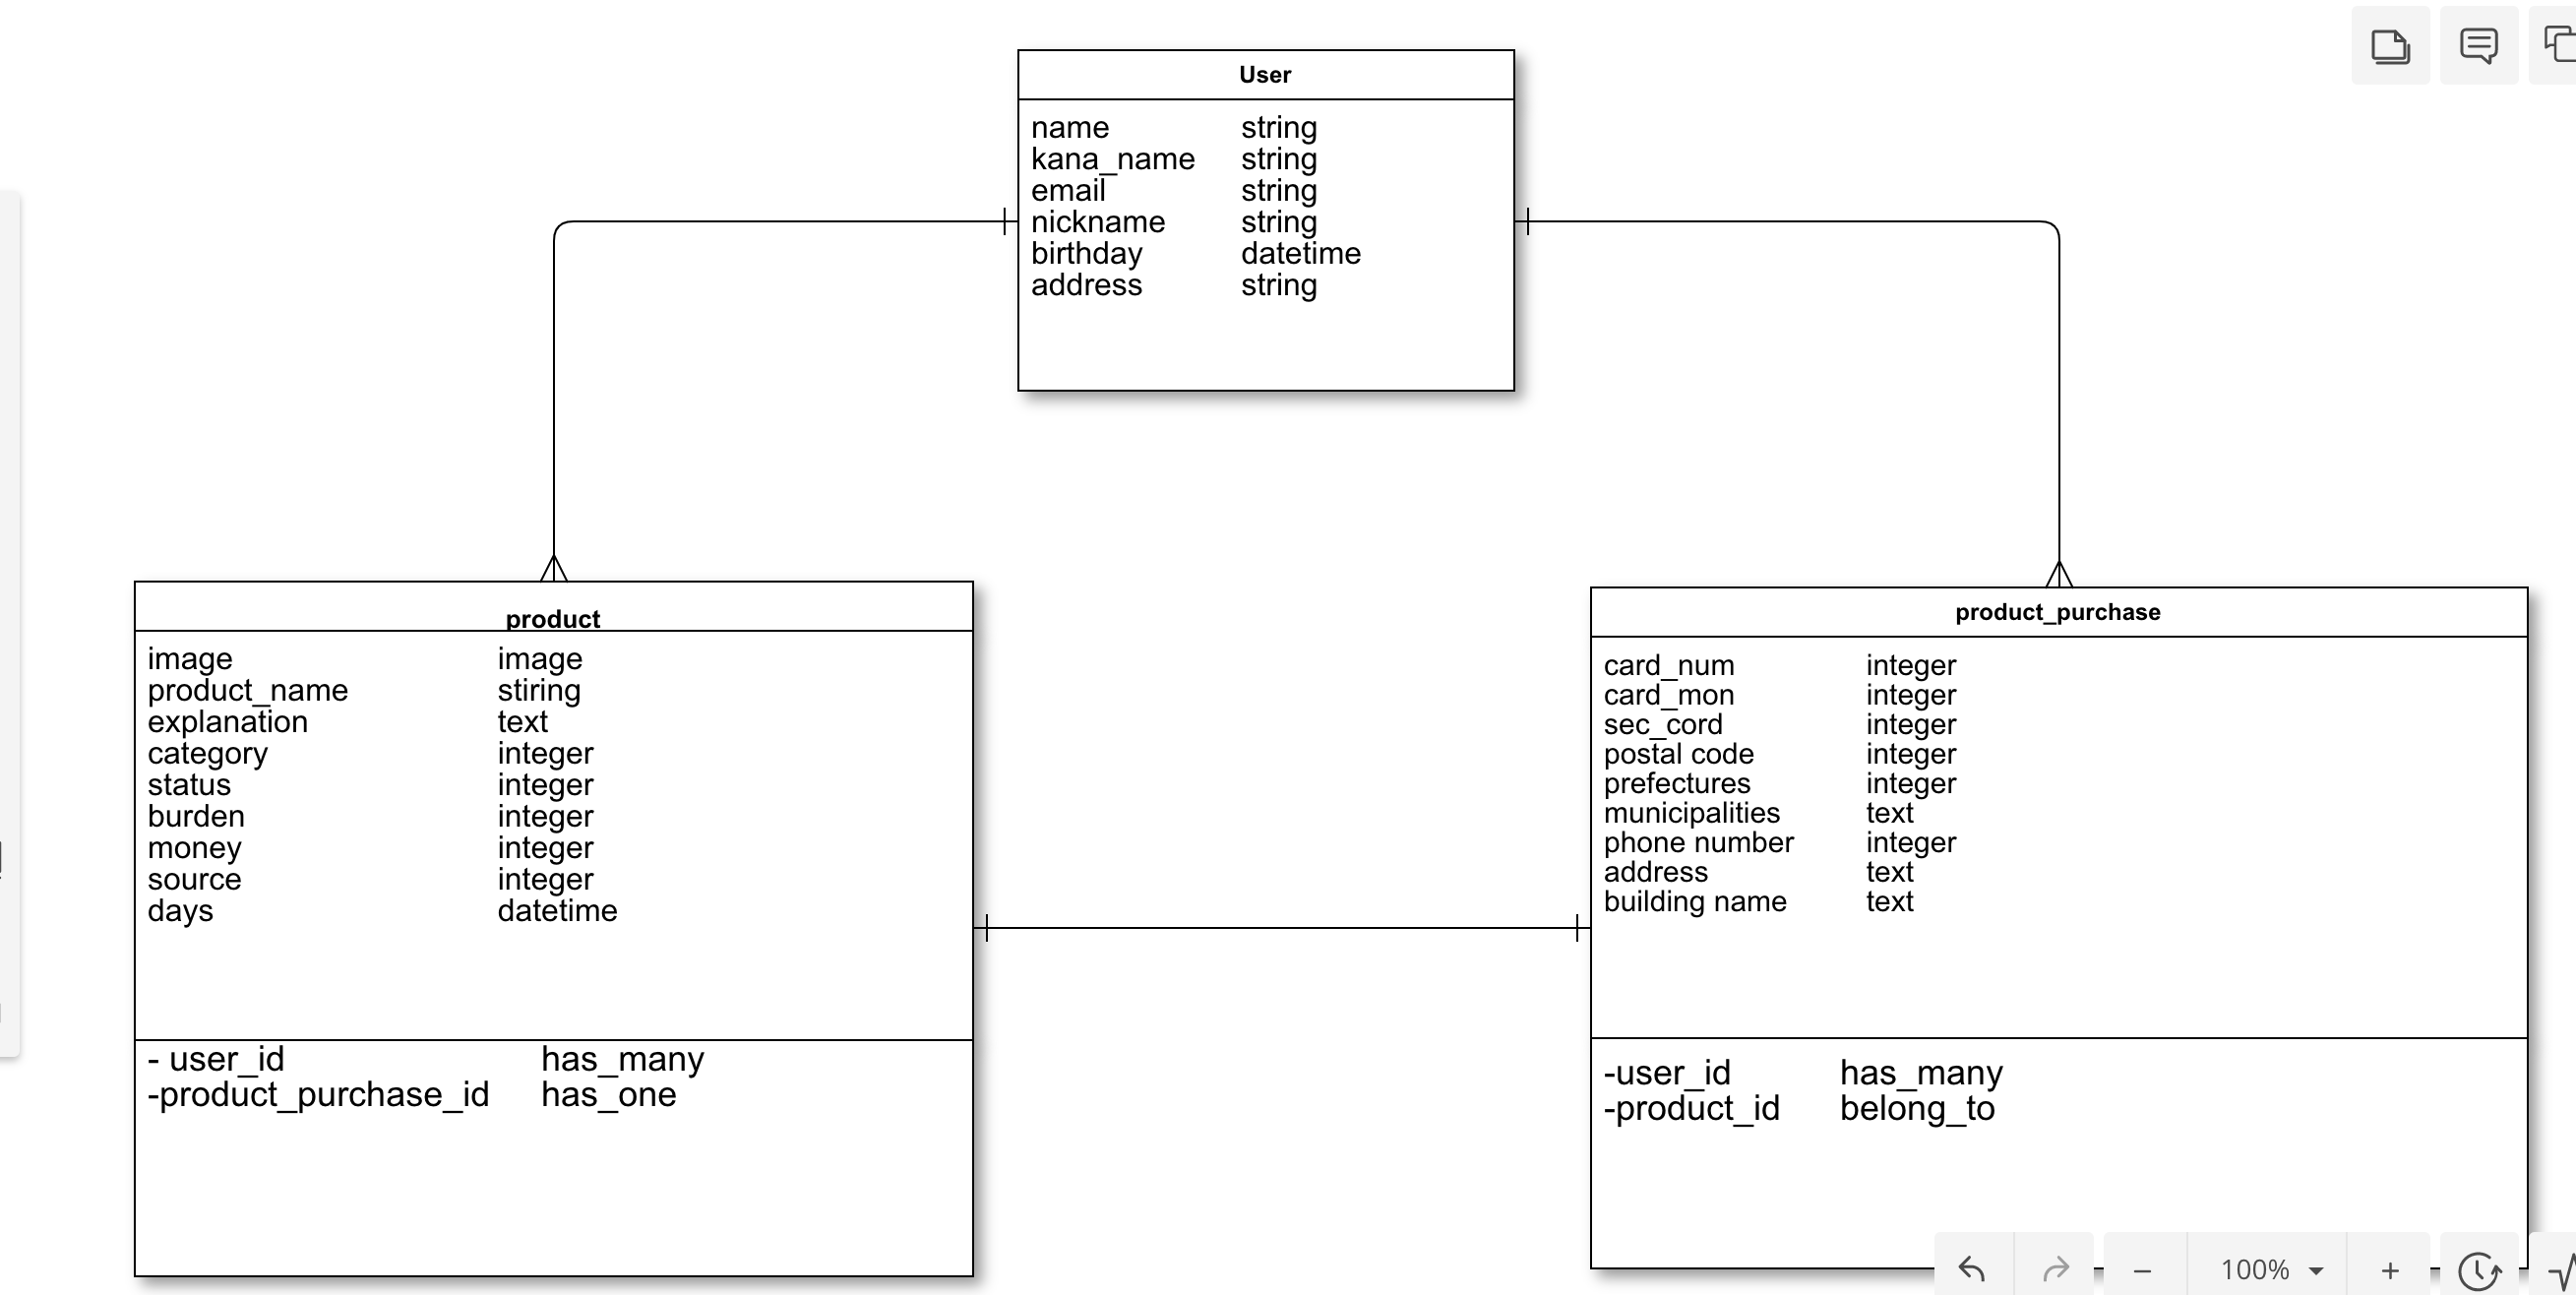 User
name string
kana_name string
email string
nickname string
birthday datetime
address string
product
image image
product_name stiring
explanation text
category integer
status integer
burden integer
money integer
source integer
days datetime
- user_id has_many
-product_purchase_id has_one
product_purchase
card_num integer
card_mon integer
sec_cord integer
postal code integer
prefectures integer
municipalities text
phone number integer
address text
building name text
-user_id has_many
-product_id belong_to
100%